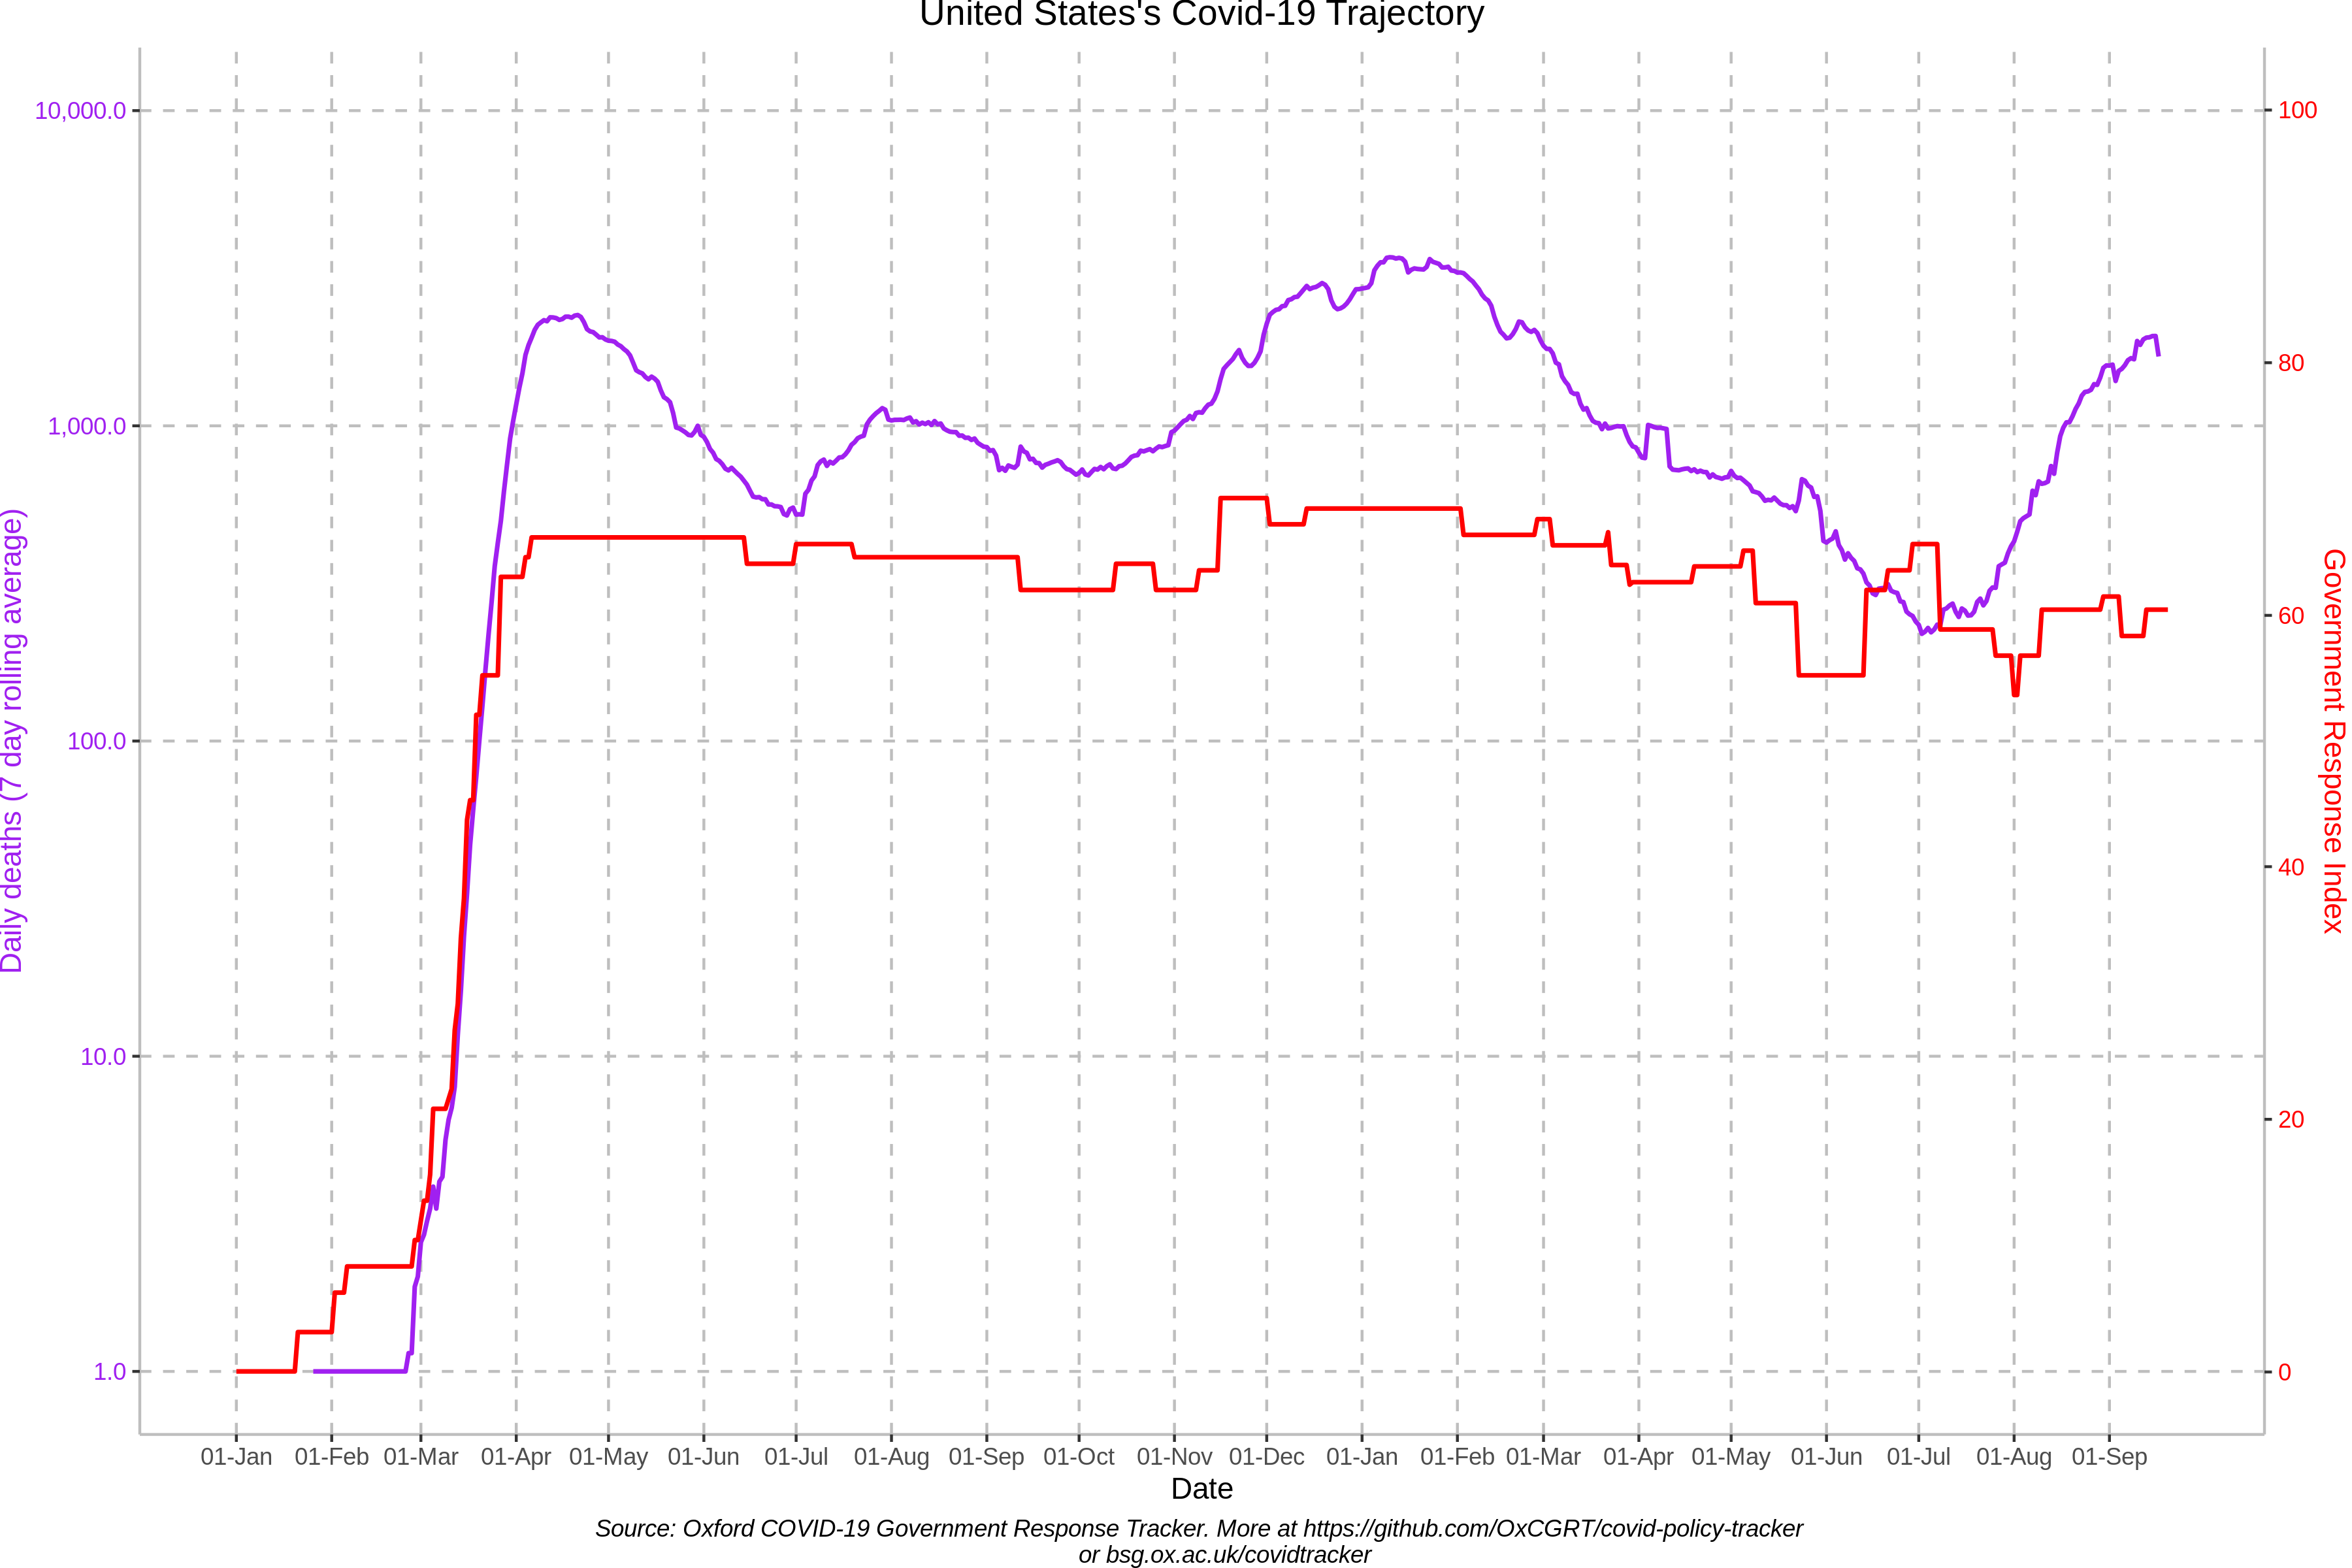 United States's Covid-19 Trajectory
10,000.0
1,000.0
100.0
10.0
1.0
Daily deaths (7 day rolling average)
100
80
60
40
20
0
Government Response Index
01-Jan 01-Feb 01-Mar 01-Apr 01-May 01-Jun 01-Jul 01-Aug 01-Sep 01-Oct 01-Nov 01-Dec 01-Jan 01-Feb 01-Mar 01-Apr 01-May 01-Jun 01-Jul 01-Aug 01-Sep
Date
Source: Oxford COVID-19 Government Response Tracker. More at https://github.com/OxCGRT/covid-policy-tracker
or bsg.ox.ac.uk/covidtracker